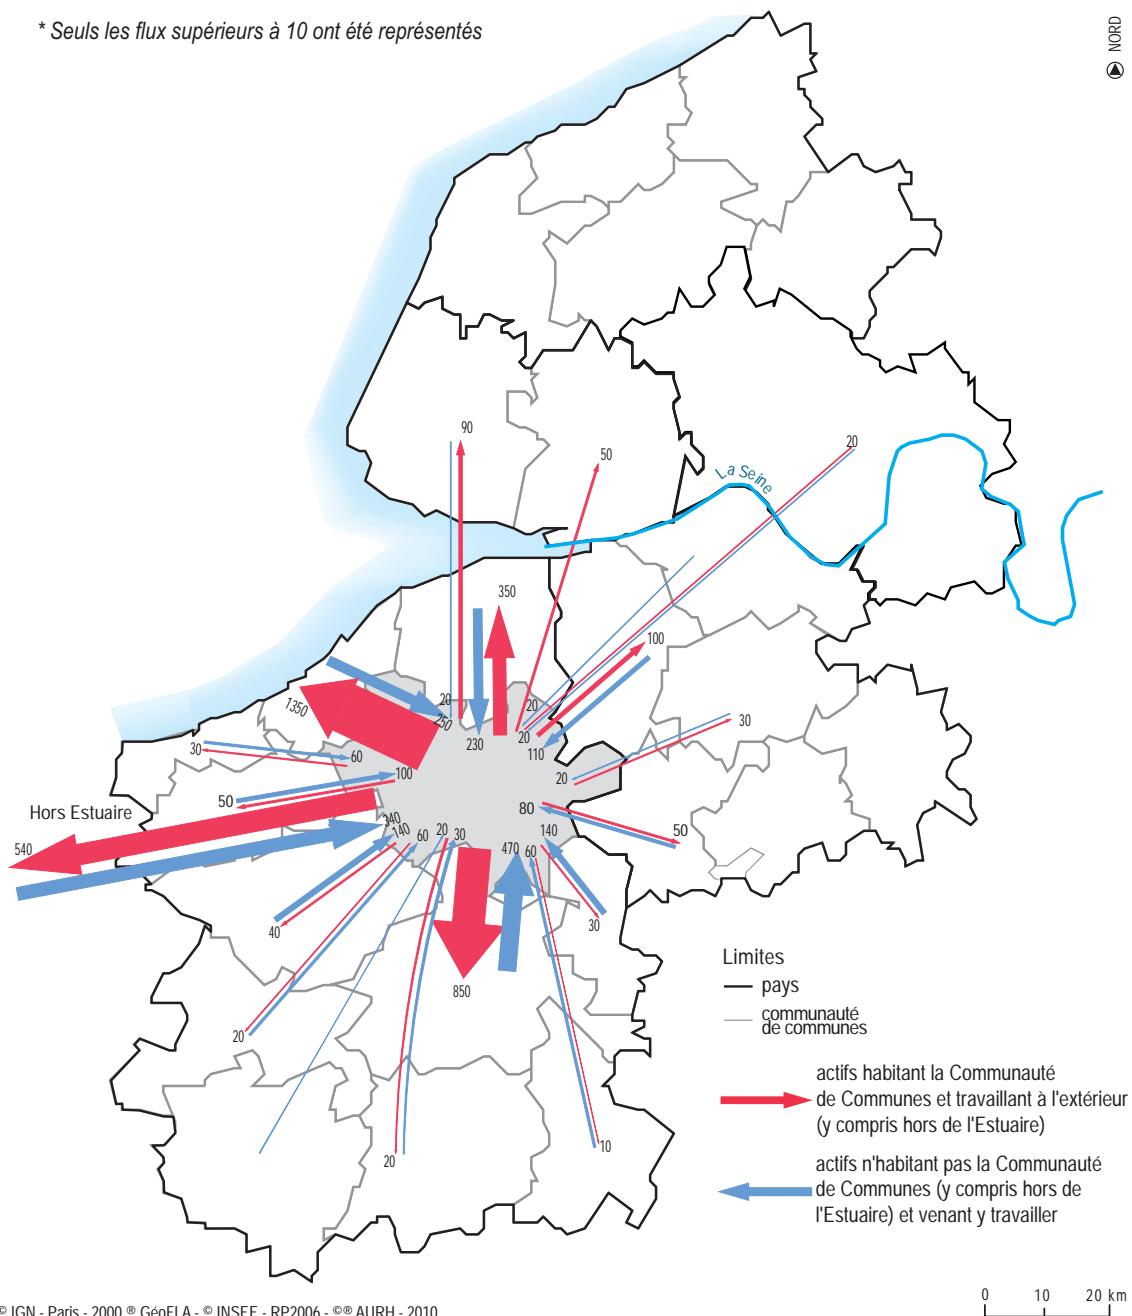 * Seuls les flux supérieurs à 10 ont été représentés
NORD
90
50
20
La Seine
350
100
1350
20
250
230
20
20
110
30
30
60
20
100
50
Hors Estuaire
80
50
540
340
140
60
20
30
470
60
140
40
30
850
20
20
10
Limites
pays
communauté
de communes
actifs habitant la Communauté
de Communes et travaillant à l'extérieur
(y compris hors de l'Estuaire)
actifs n'habitant pas la Communauté
de Communes (y compris hors de
l'Estuaire) et venant y travailler
0 10 20 km
© IGN - Paris - 2000 ® GéoFLA - © INSEE - RP2006 - ©® AURH - 2010